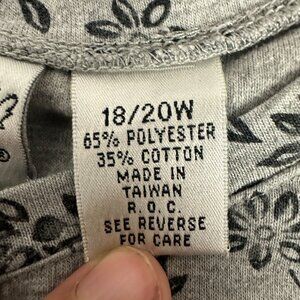 18/20W
65% POLYESTER
35% COTTON
MADE IN
TAIWAN
R.O.C.
SEE REVERSE
FOR CARE